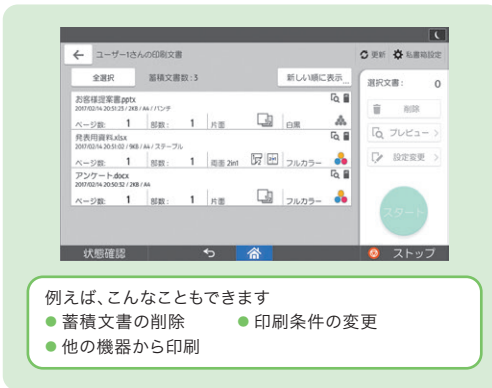 ユーザー1さんの印刷文書
更新 私書箱設定
全選択 蓄積文書数:3 新しい順に表示
選択文書: 0
お客様提案書.pptx
2017/02/14 20:51:23 / 2KB / A4 / パンチ
ページ数: 1 部数: 1 片面 白黒
発表用資料.xlsx
2017/02/14 20:51:02 / 9KB / A4 / ステープル
ページ数: 1 部数: 1 両面 2in1 フルカラー
アンケート.docx
2017/02/14 20:50:32 / 2KB / A4
ページ数: 1 部数: 1 片面 フルカラー
削除
プレビュー
設定変更
スタート
状態確認 ストップ
例えば、こんなこともできます
● 蓄積文書の削除 ● 印刷条件の変更
● 他の機器から印刷